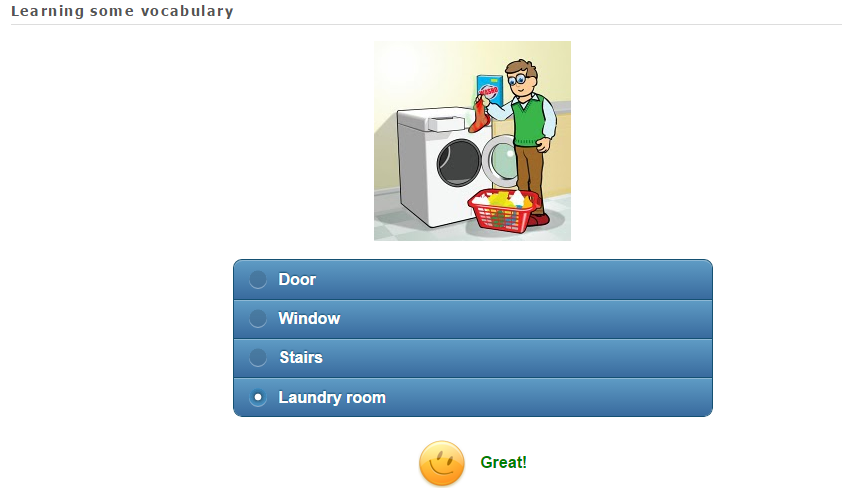 Learning some vocabulary
Door
Window
Stairs
Laundry room
Great!